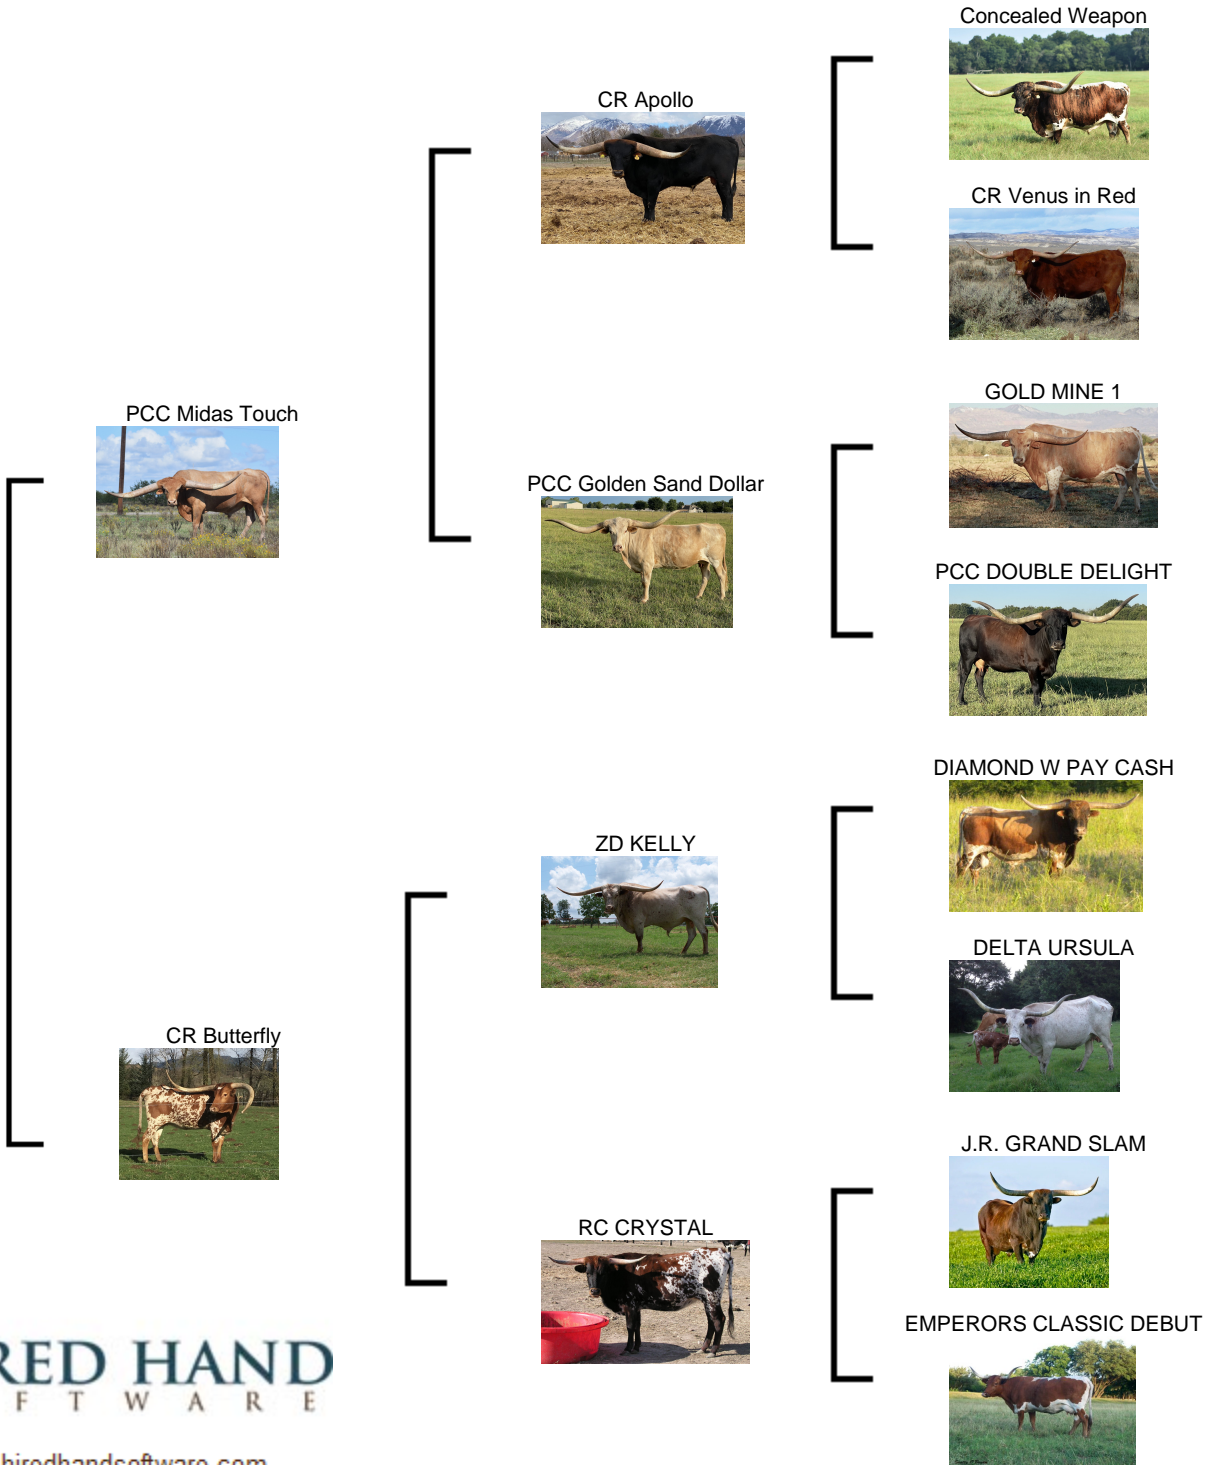 Concealed Weapon
CR Apollo
CR Venus in Red
GOLD MINE 1
PCC Midas Touch
PCC Golden Sand Dollar
PCC DOUBLE DELIGHT
DIAMOND W PAY CASH
ZD KELLY
DELTA URSULA
CR Butterfly
J.R. GRAND SLAM
RC CRYSTAL
EMPERORS CLASSIC DEBUT
RED HAND
F T W A R E
hiredhandsoftware.com